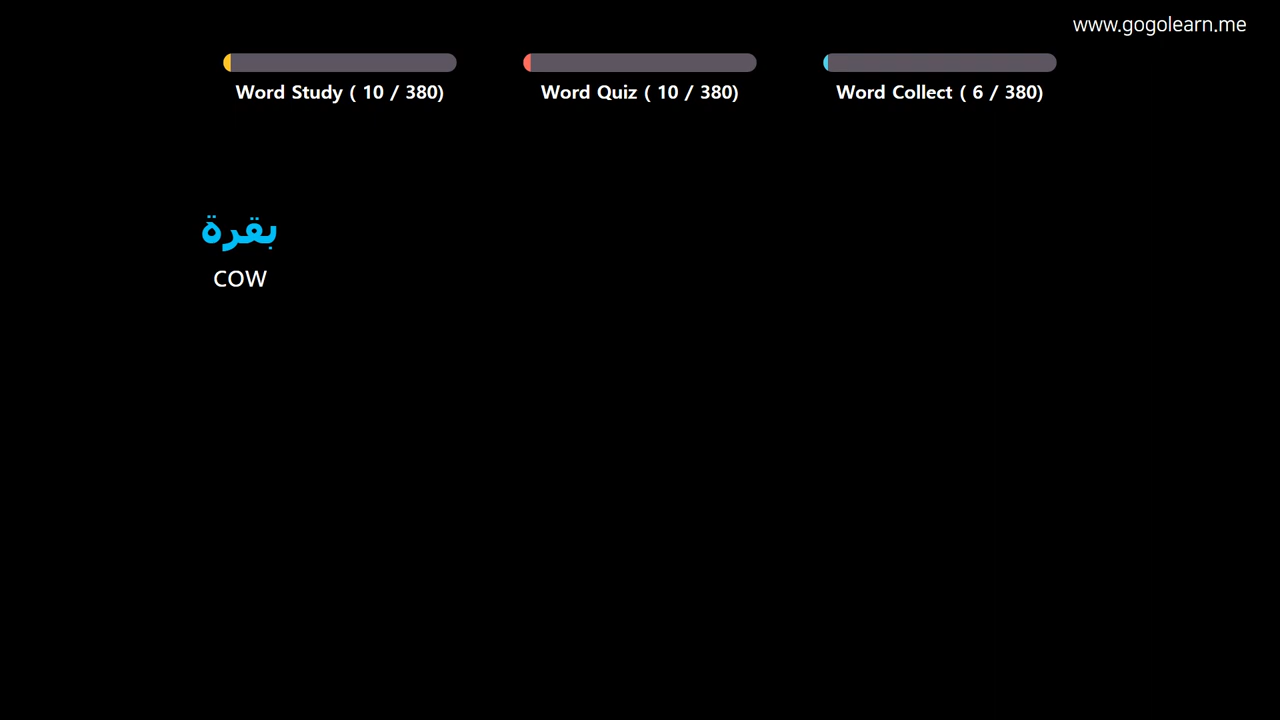 www.gogolearn.me
Word Study ( 10 / 380)
Word Quiz ( 10 / 380)
Word Collect ( 6 / 380)
بقرة
COW